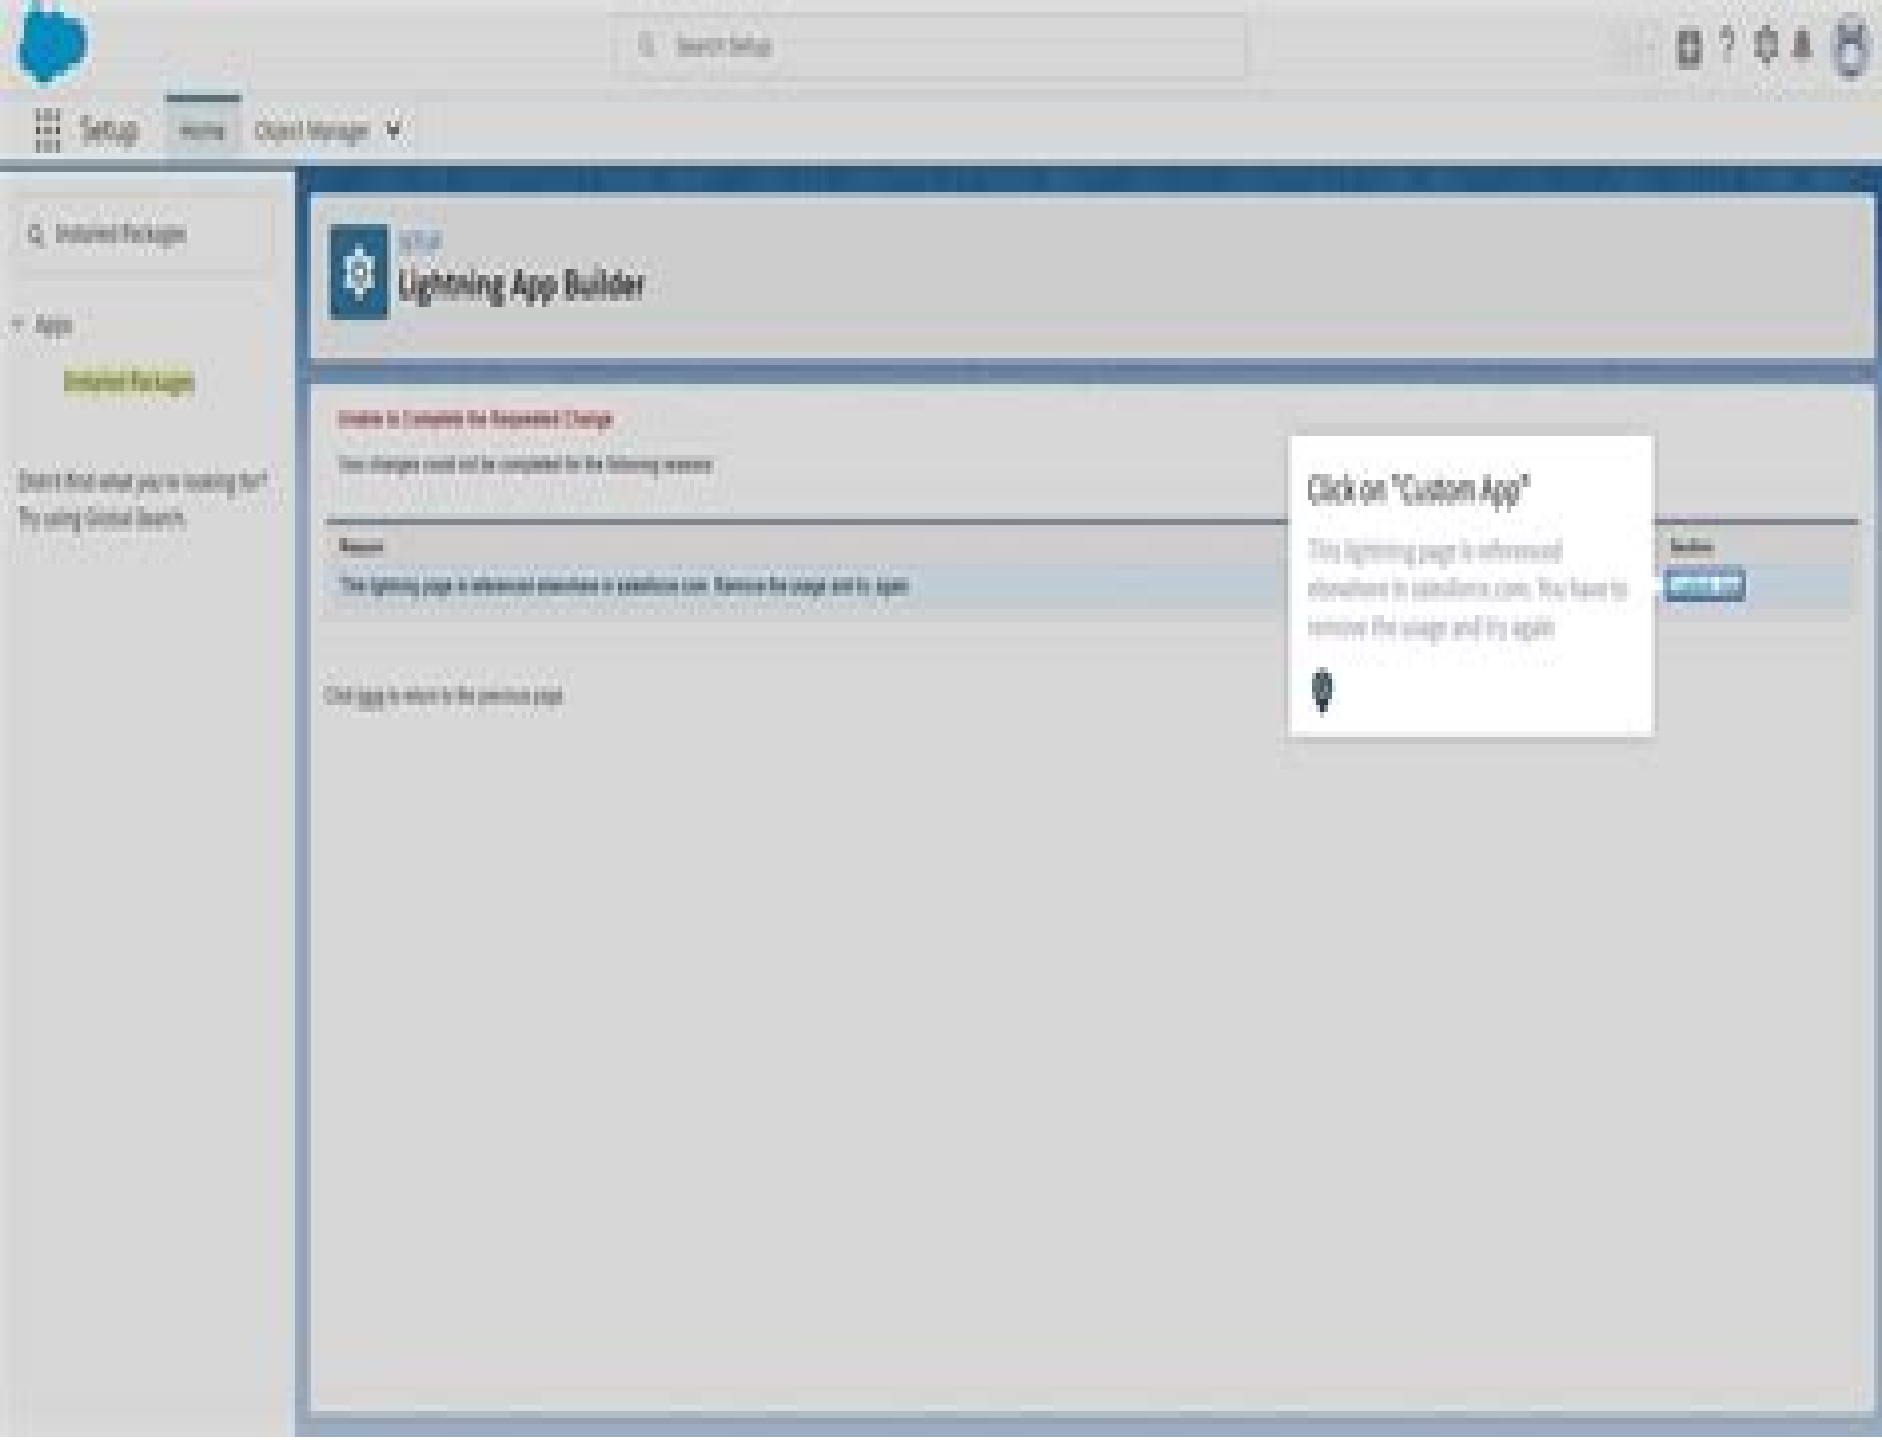 Search Setup
Setup
Home
Object Manager
Installed Packages
SETUP
Lightning App Builder
Apps
Installed Packages
Didn't find what you're looking for?
Try using Global Search.
Unable to Complete the Requested Change
Your changes could not be completed for the following reasons
Reason
This lightning page is referenced elsewhere in salesforce.com. Remove the usage and try again.
Click here to return to the previous page.
Click on "Custom App"
This lightning page is referenced
elsewhere in salesforce.com. You have to
remove the usage and try again